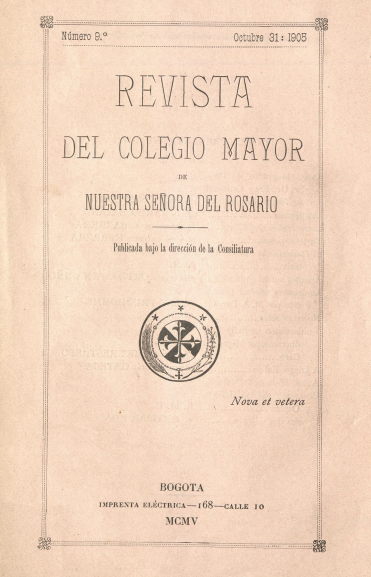 Número 9.º Octubre 31: 1905
REVISTA
DEL COLEGIO MAYOR
DE
NUESTRA SEÑORA DEL ROSARIO
Publicada bajo la dirección de la Consiliatura
Nova et vetera
BOGOTA
IMPRENTA ELÉCTRICA—168—CALLE 10
MCMV